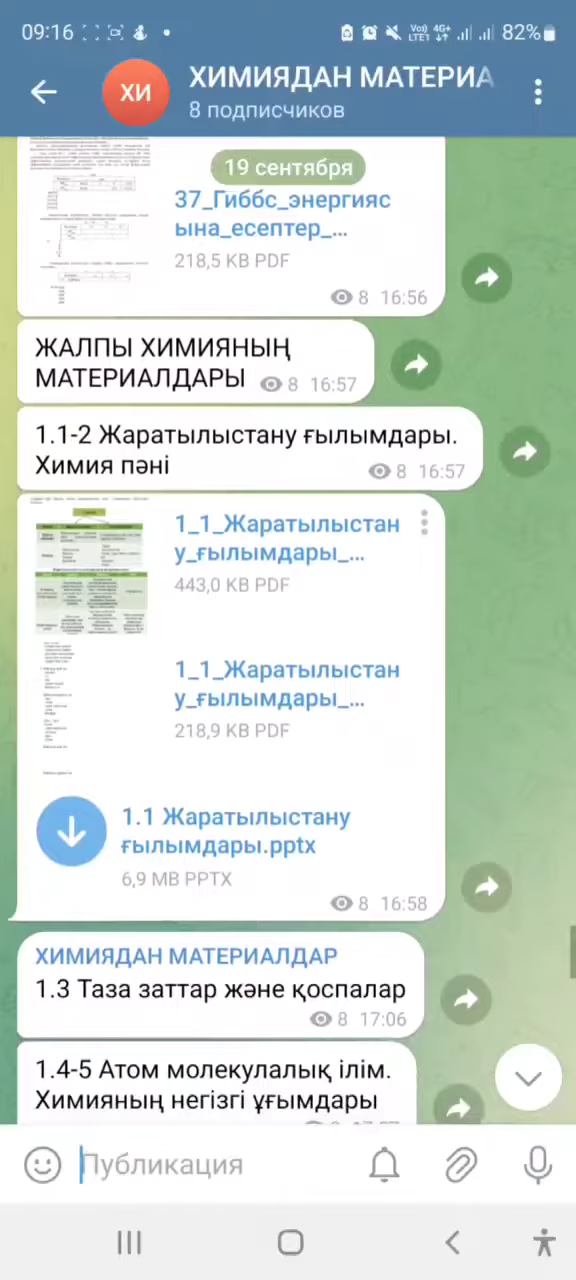 09:16
Vo)) 4G+
LTE1
82%
ХИ
ХИМИЯДАН МАТЕРИА
8 подписчиков
19 сентября
37_Гиббс_энергияс
ына_есептер_...
218,5 KB PDF
8 16:56
ЖАЛПЫ ХИМИЯНЫҢ
МАТЕРИАЛДАРЫ
8 16:57
1.1-2 Жаратылыстану ғылымдары.
Химия пәні
8 16:57
1_1_Жаратылыстан
у_ғылымдары_...
443,0 KB PDF
1_1_Жаратылыстан
у_ғылымдары_...
218,9 KB PDF
1.1 Жаратылыстану
ғылымдары.pptx
6,9 MB PPTX
8 16:58
ХИМИЯДАН МАТЕРИАЛДАР
1.3 Таза заттар және қоспалар
8 17:06
1.4-5 Атом молекулалық ілім.
Химияның негізгі ұғымдары
Публикация